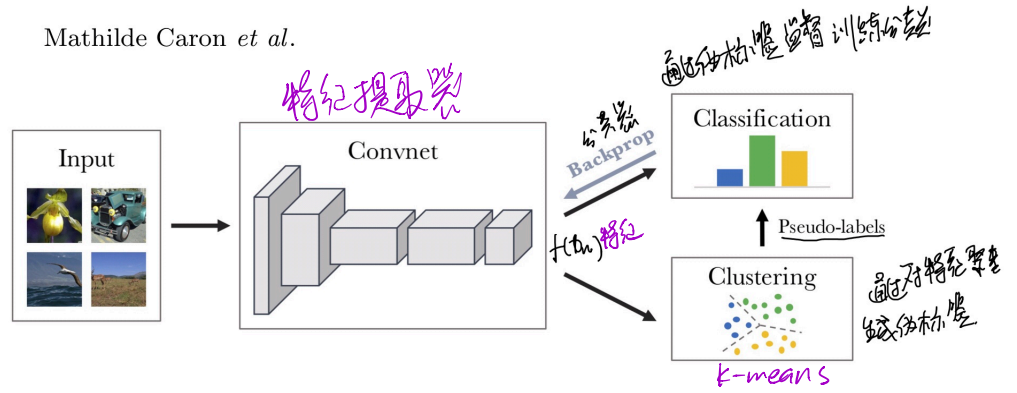 Mathilde Caron et al.
通过伪标签监督训练分类
特征提取器
Input
Convnet
分类器
Backprop
Classification
Pseudo-labels
f(xn) 特征
Clustering
通过对特征聚类
生成伪标签
k-means